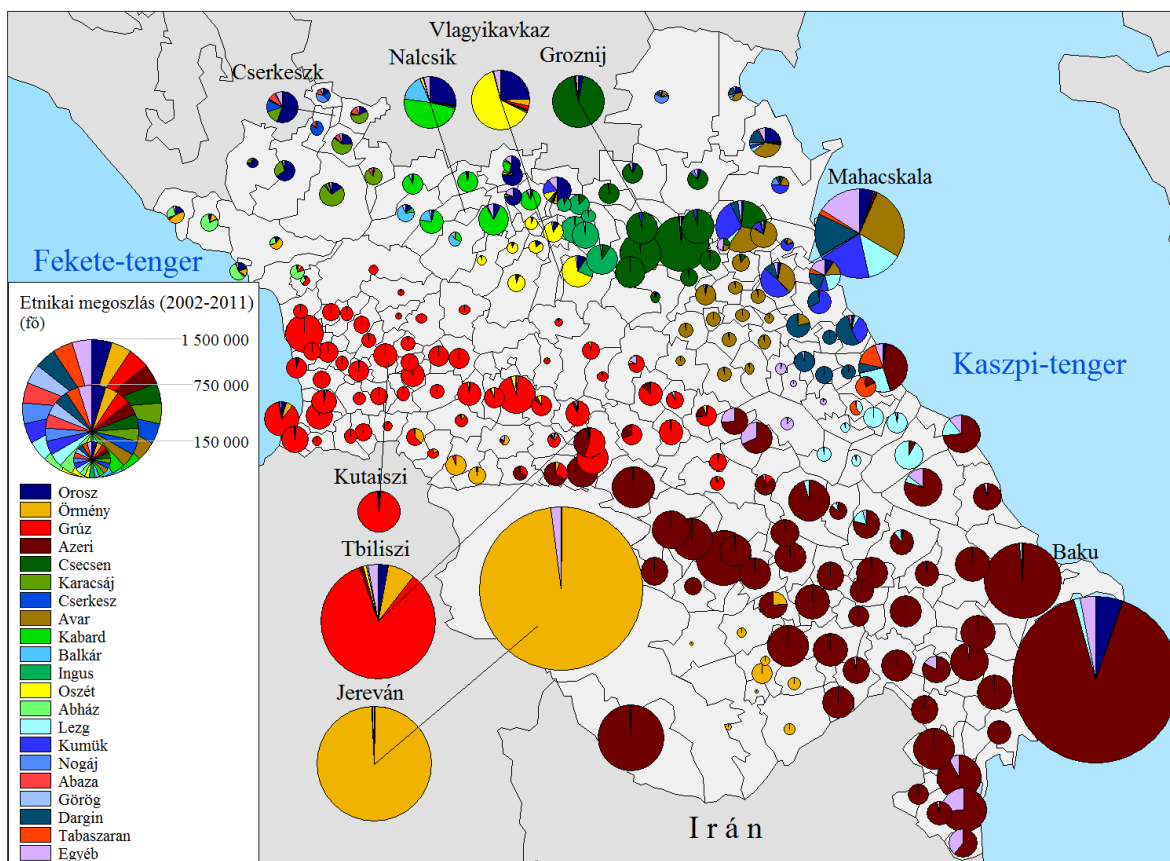 Vlagyikavkaz
Nalcsik
Groznij
Cserkeszk
Mahacskala
Fekete-tenger
Kaszpi-tenger
Etnikai megoszlás (2002-2011)
(fő)
1 500 000
750 000
150 000
Kutaiszi
Tbiliszi
Jereván
Baku
Irán
Orosz
Örmény
Grúz
Azeri
Csecsen
Karacsáj
Cserkesz
Avar
Kabard
Balkár
Ingus
Oszét
Abház
Lezg
Kumük
Nogáj
Abaza
Görög
Dargin
Tabaszaran
Egyéb